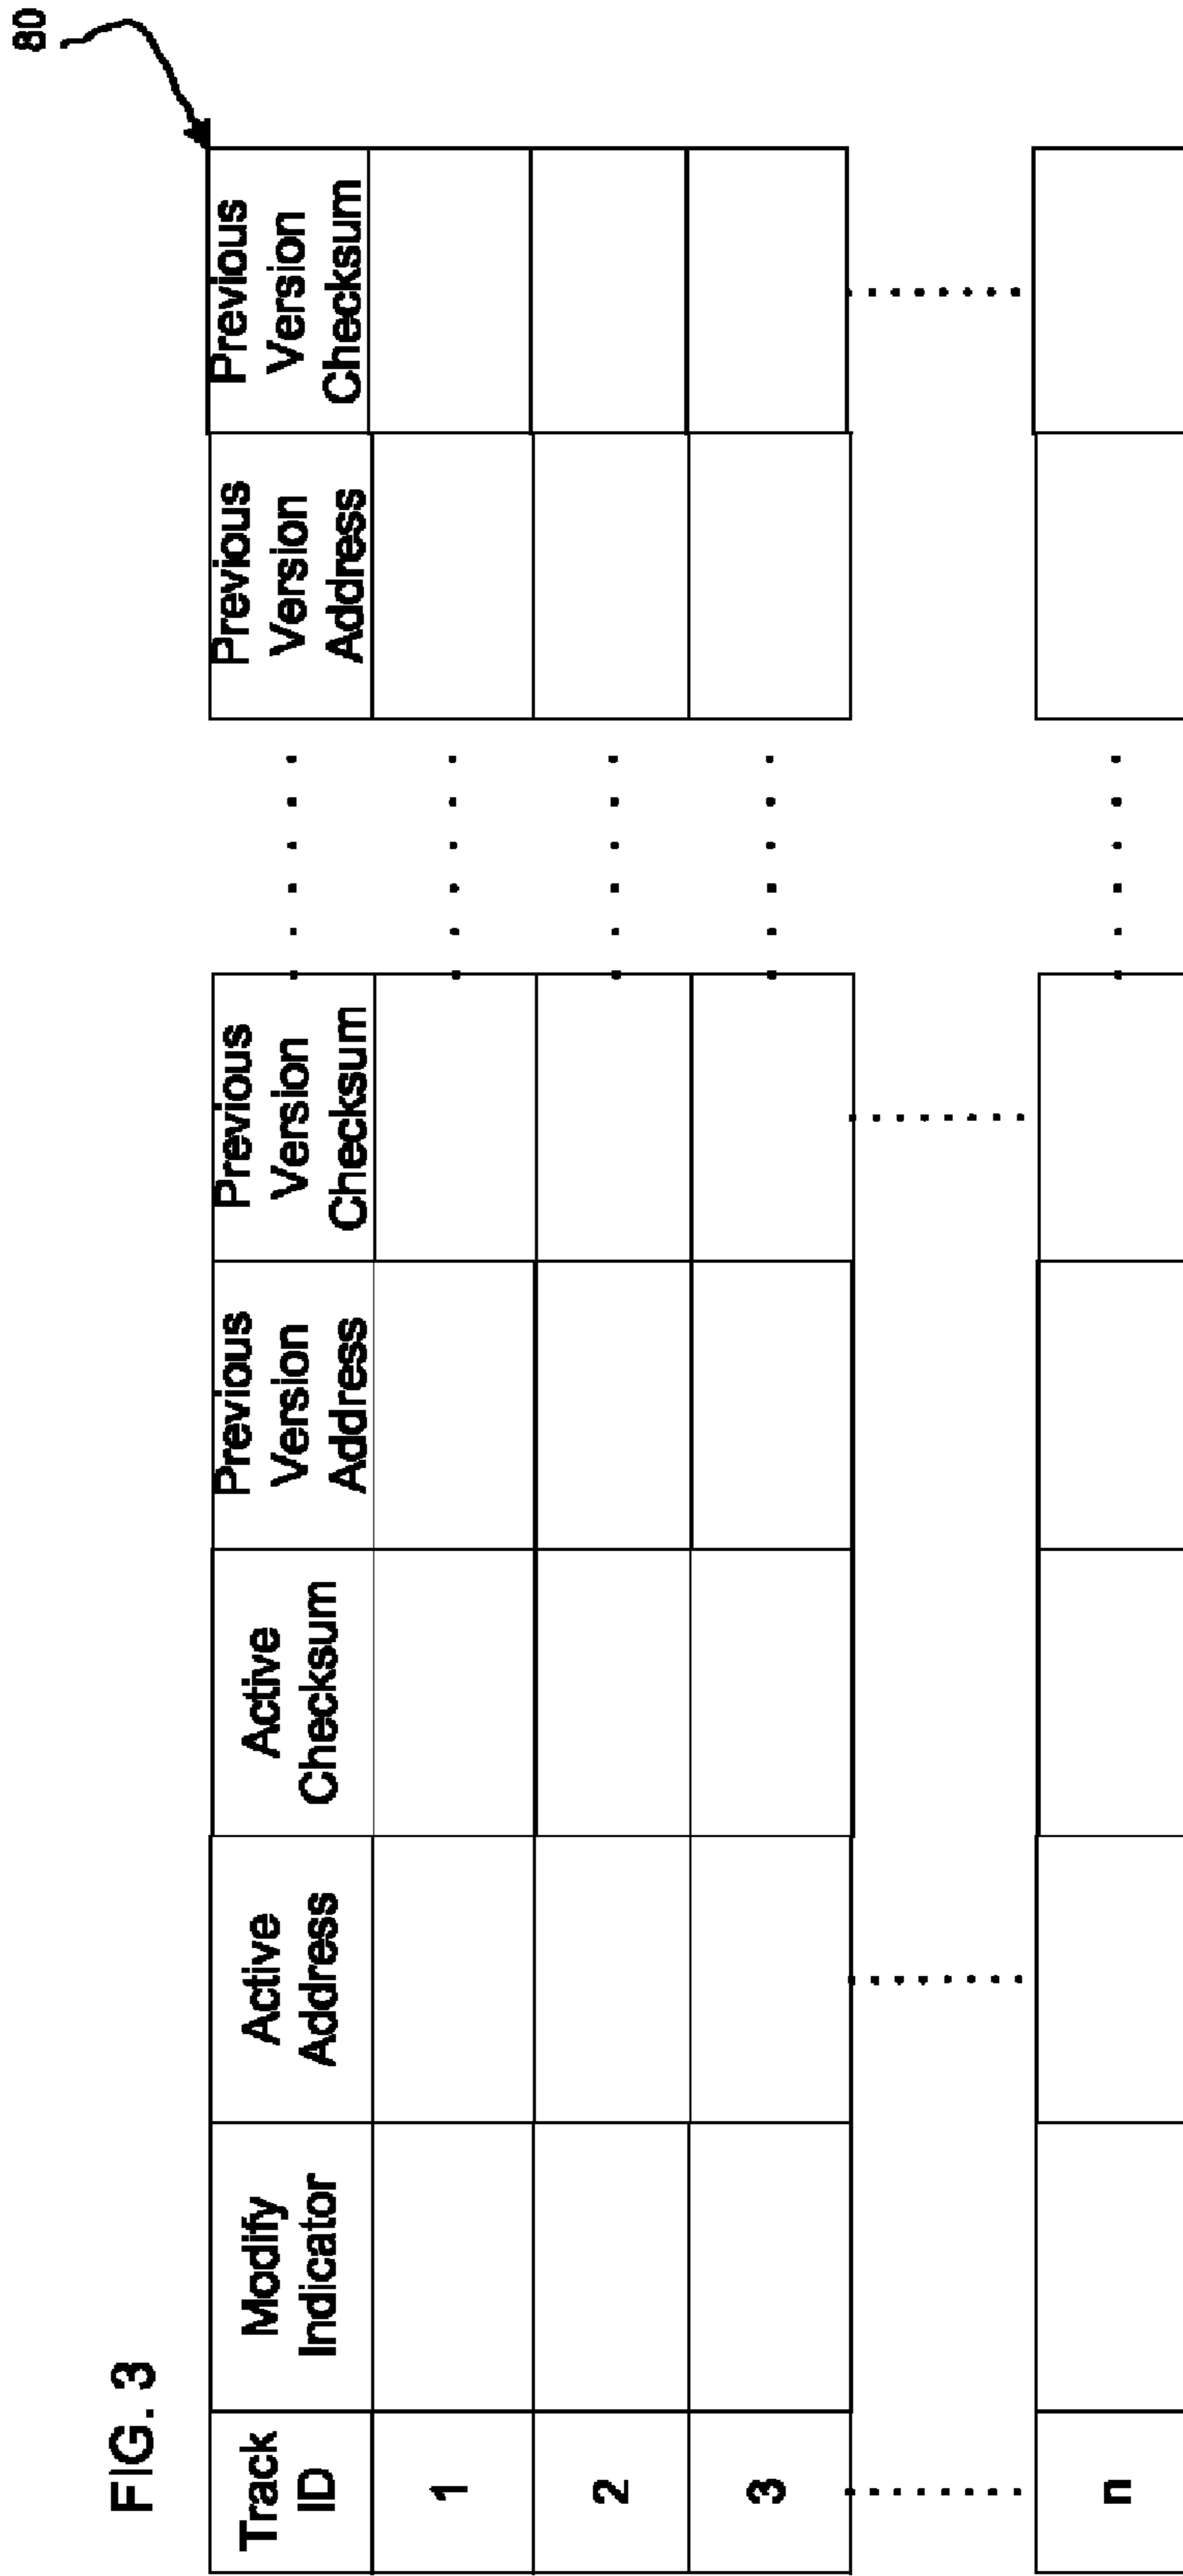 FIG. 3
80
Track
ID
Modify
Indicator
Active
Address
Active
Checksum
Previous
Version
Address
Previous
Version
Checksum
Previous
Version
Address
Previous
Version
Checksum
1
2
3
n